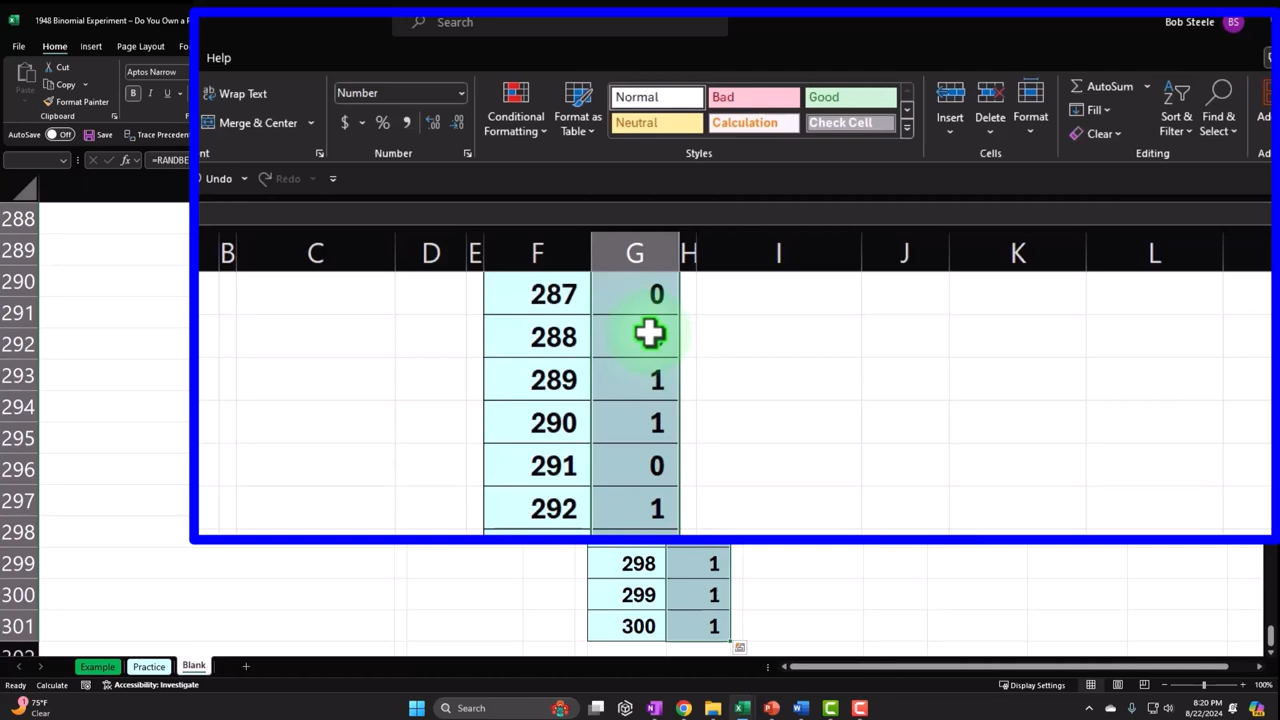 1948 Binomial Experiment – Do You Own a
Search
Bob Steele BS
File Home Insert Page Layout
Help
Cut
Copy
Format Painter
Paste
Clipboard
Aptos Narrow
B I U
Wrap Text
Merge & Center
Number
$ % ,
Number
Conditional Formatting
Format as Table
Normal Bad Good
Neutral Calculation Check Cell
Styles
Insert Delete Format
Cells
AutoSum
Fill
Clear
Sort & Filter
Find & Select
Editing
AutoSave Off Save Trace Preceden
Undo Redo
fx =RANDBE
B C D E F G H I J K L
288
289
290
291
292
293
294
295
296
297
298
299
300
301
287 0
288
289 1
290 1
291 0
292 1
298 1
299 1
300 1
Example Practice Blank +
Ready Calculate Accessibility: Investigate
Display Settings
100%
75°F
Clear
Search
8:20 PM
8/22/2024